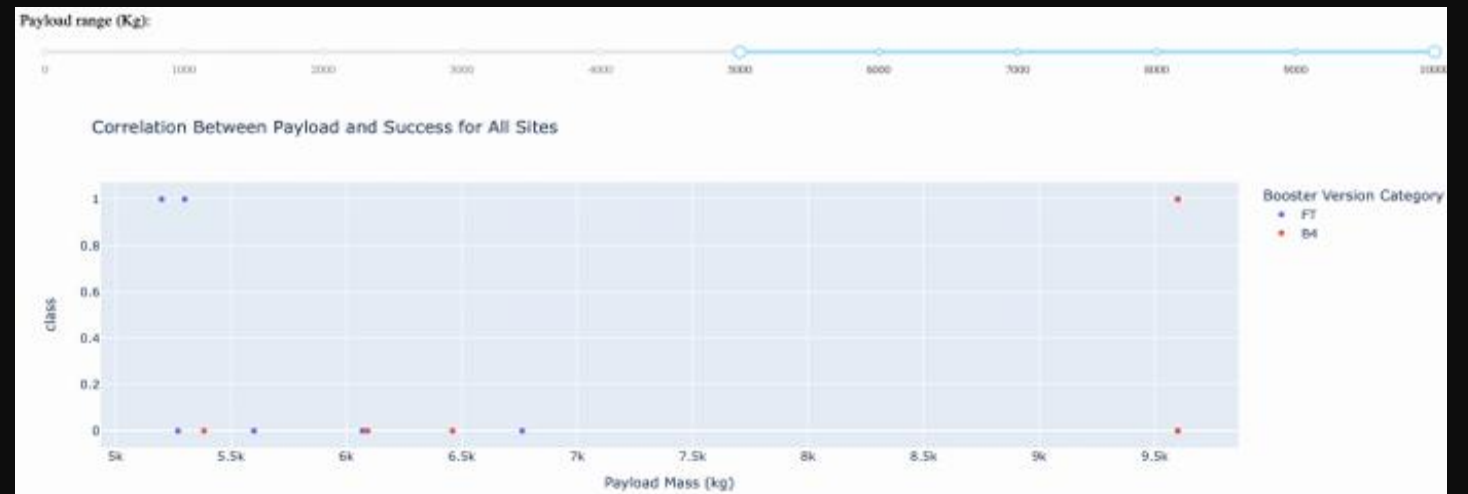 Payload range (Kg):
0 1000 2000 3000 4000 5000 6000 7000 8000 9000 10000
Correlation Between Payload and Success for All Sites
Booster Version Category
FT
B4
1
0.8
0.6
0.4
0.2
0
class
5k 5.5k 6k 6.5k 7k 7.5k 8k 8.5k 9k 9.5k
Payload Mass (kg)